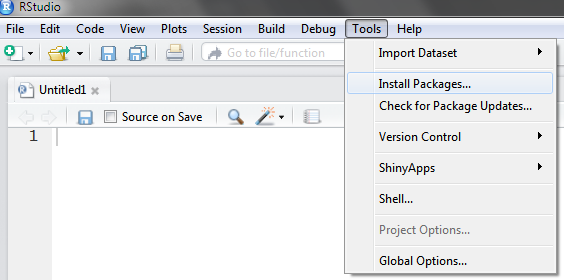 RStudio
File Edit Code Plots Session Build Debug Tools Help
Go to file/function
Import Dataset
Untitled1
Install Packages...
Check for Package Updates...
Source on Save
1
Version Control
ShinyApps
Shell...
Project Options...
Global Options...